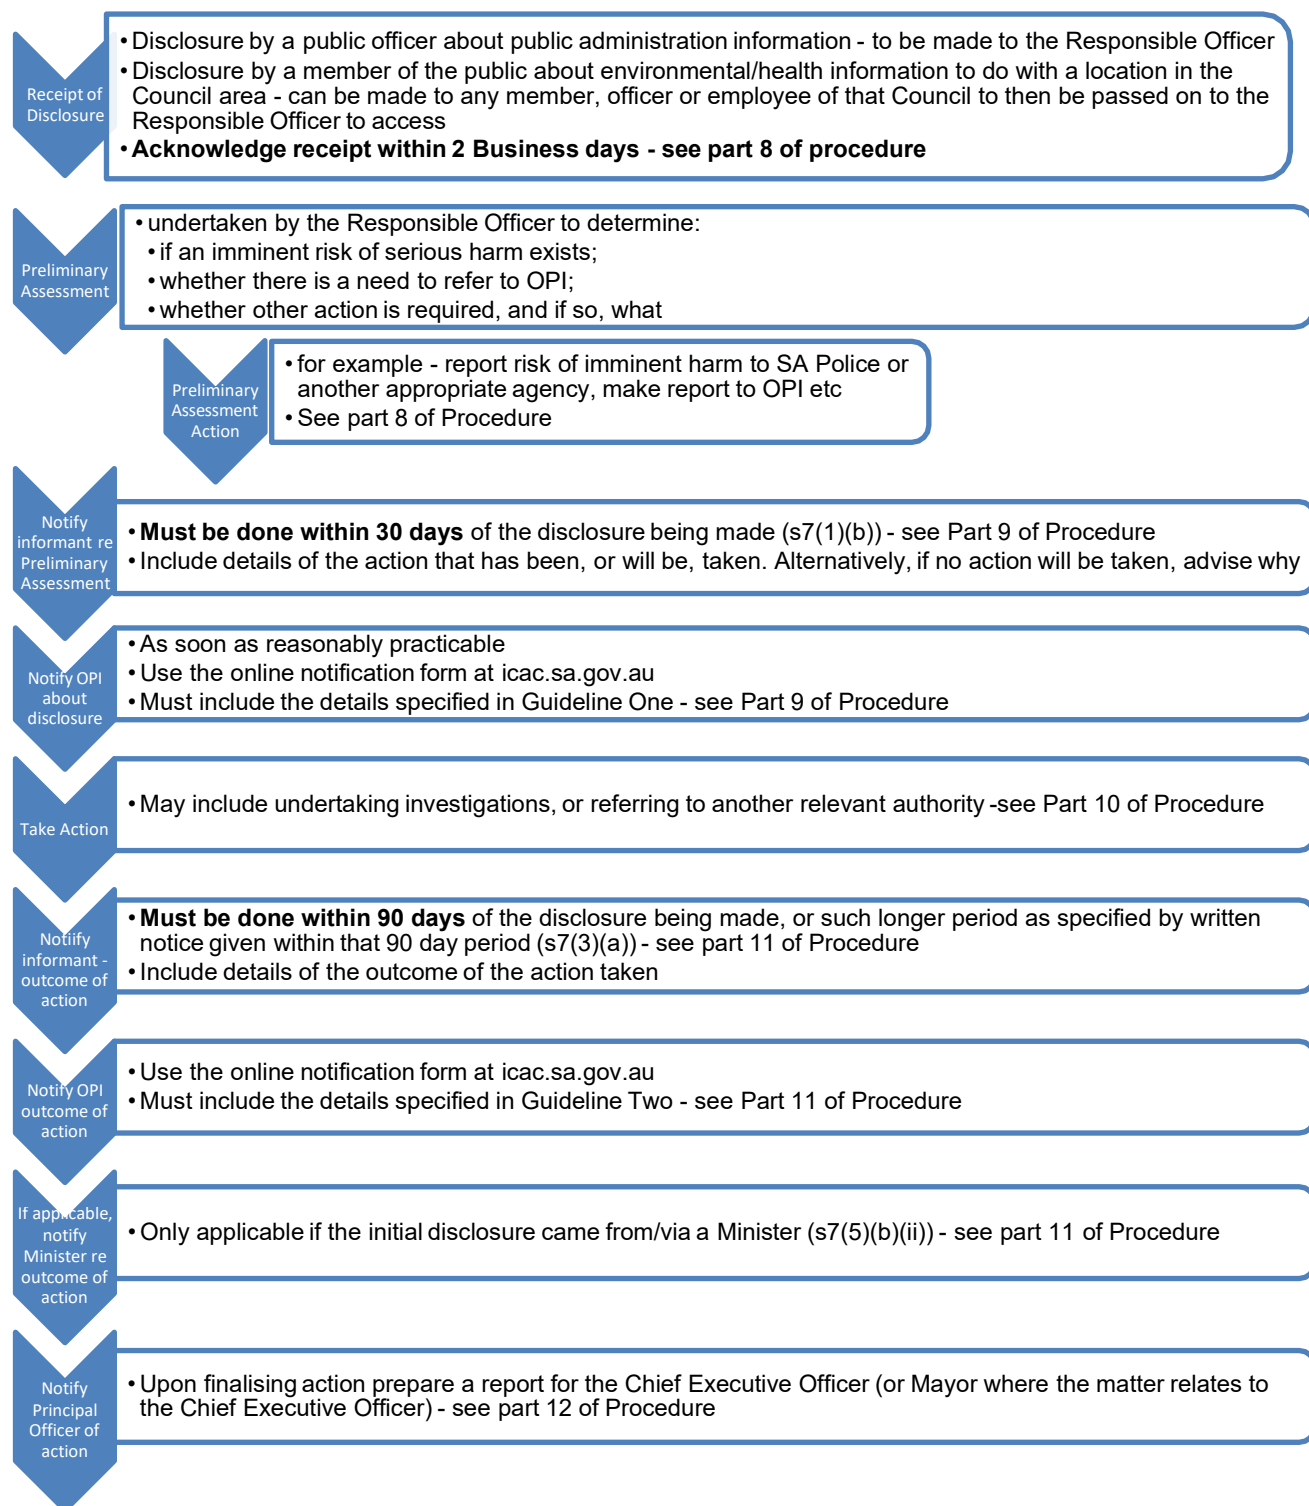 Receipt of
Disclosure
• Disclosure by a public officer about public administration information - to be made to the Responsible Officer
• Disclosure by a member of the public about environmental/health information to do with a location in the
Council area - can be made to any member, officer or employee of that Council to then be passed on to the
Responsible Officer to access
• Acknowledge receipt within 2 Business days - see part 8 of procedure
Preliminary
Assessment
• undertaken by the Responsible Officer to determine:
• if an imminent risk of serious harm exists;
• whether there is a need to refer to OPI;
• whether other action is required, and if so, what
Preliminary
Assessment
Action
• for example - report risk of imminent harm to SA Police or
another appropriate agency, make report to OPI etc
• See part 8 of Procedure
Notify
informant re
Preliminary
Assessment
• Must be done within 30 days of the disclosure being made (s7(1)(b)) - see Part 9 of Procedure
• Include details of the action that has been, or will be, taken. Alternatively, if no action will be taken, advise why
Notify OPI
about
disclosure
• As soon as reasonably practicable
• Use the online notification form at icac.sa.gov.au
• Must include the details specified in Guideline One - see Part 9 of Procedure
Take Action
• May include undertaking investigations, or referring to another relevant authority -see Part 10 of Procedure
Notiify
informant -
outcome of
action
• Must be done within 90 days of the disclosure being made, or such longer period as specified by written
notice given within that 90 day period (s7(3)(a)) - see part 11 of Procedure
• Include details of the outcome of the action taken
Notify OPI
outcome of
action
• Use the online notification form at icac.sa.gov.au
• Must include the details specified in Guideline Two - see Part 11 of Procedure
If applicable,
notify
Minister re
outcome of
action
• Only applicable if the initial disclosure came from/via a Minister (s7(5)(b)(ii)) - see part 11 of Procedure
Notify
Principal
Officer of
action
• Upon finalising action prepare a report for the Chief Executive Officer (or Mayor where the matter relates to
the Chief Executive Officer) - see part 12 of Procedure